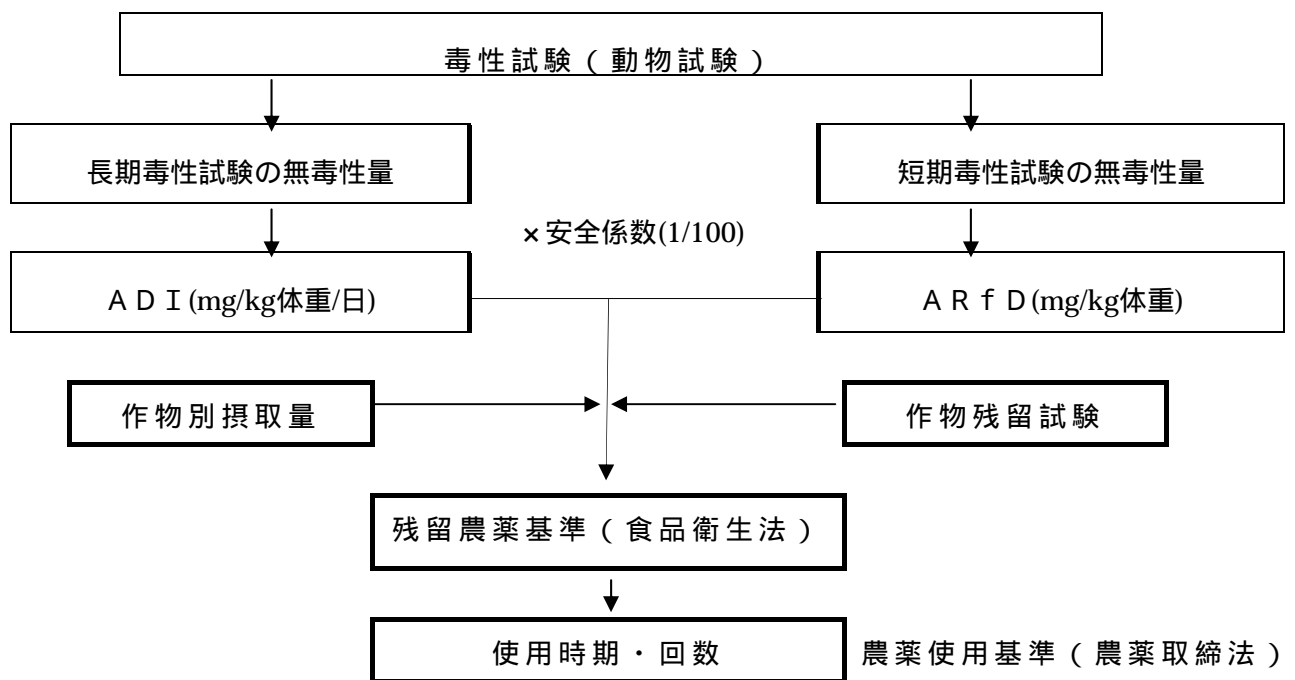 毒性試験（動物試験）
長期毒性試験の無毒性量
短期毒性試験の無毒性量
×安全係数(1/100)
ＡＤＩ(mg/kg体重/日)
ＡＲｆＤ(mg/kg体重)
作物別摂取量
作物残留試験
残留農薬基準（食品衛生法）
使用時期・回数
農薬使用基準（農薬取締法）